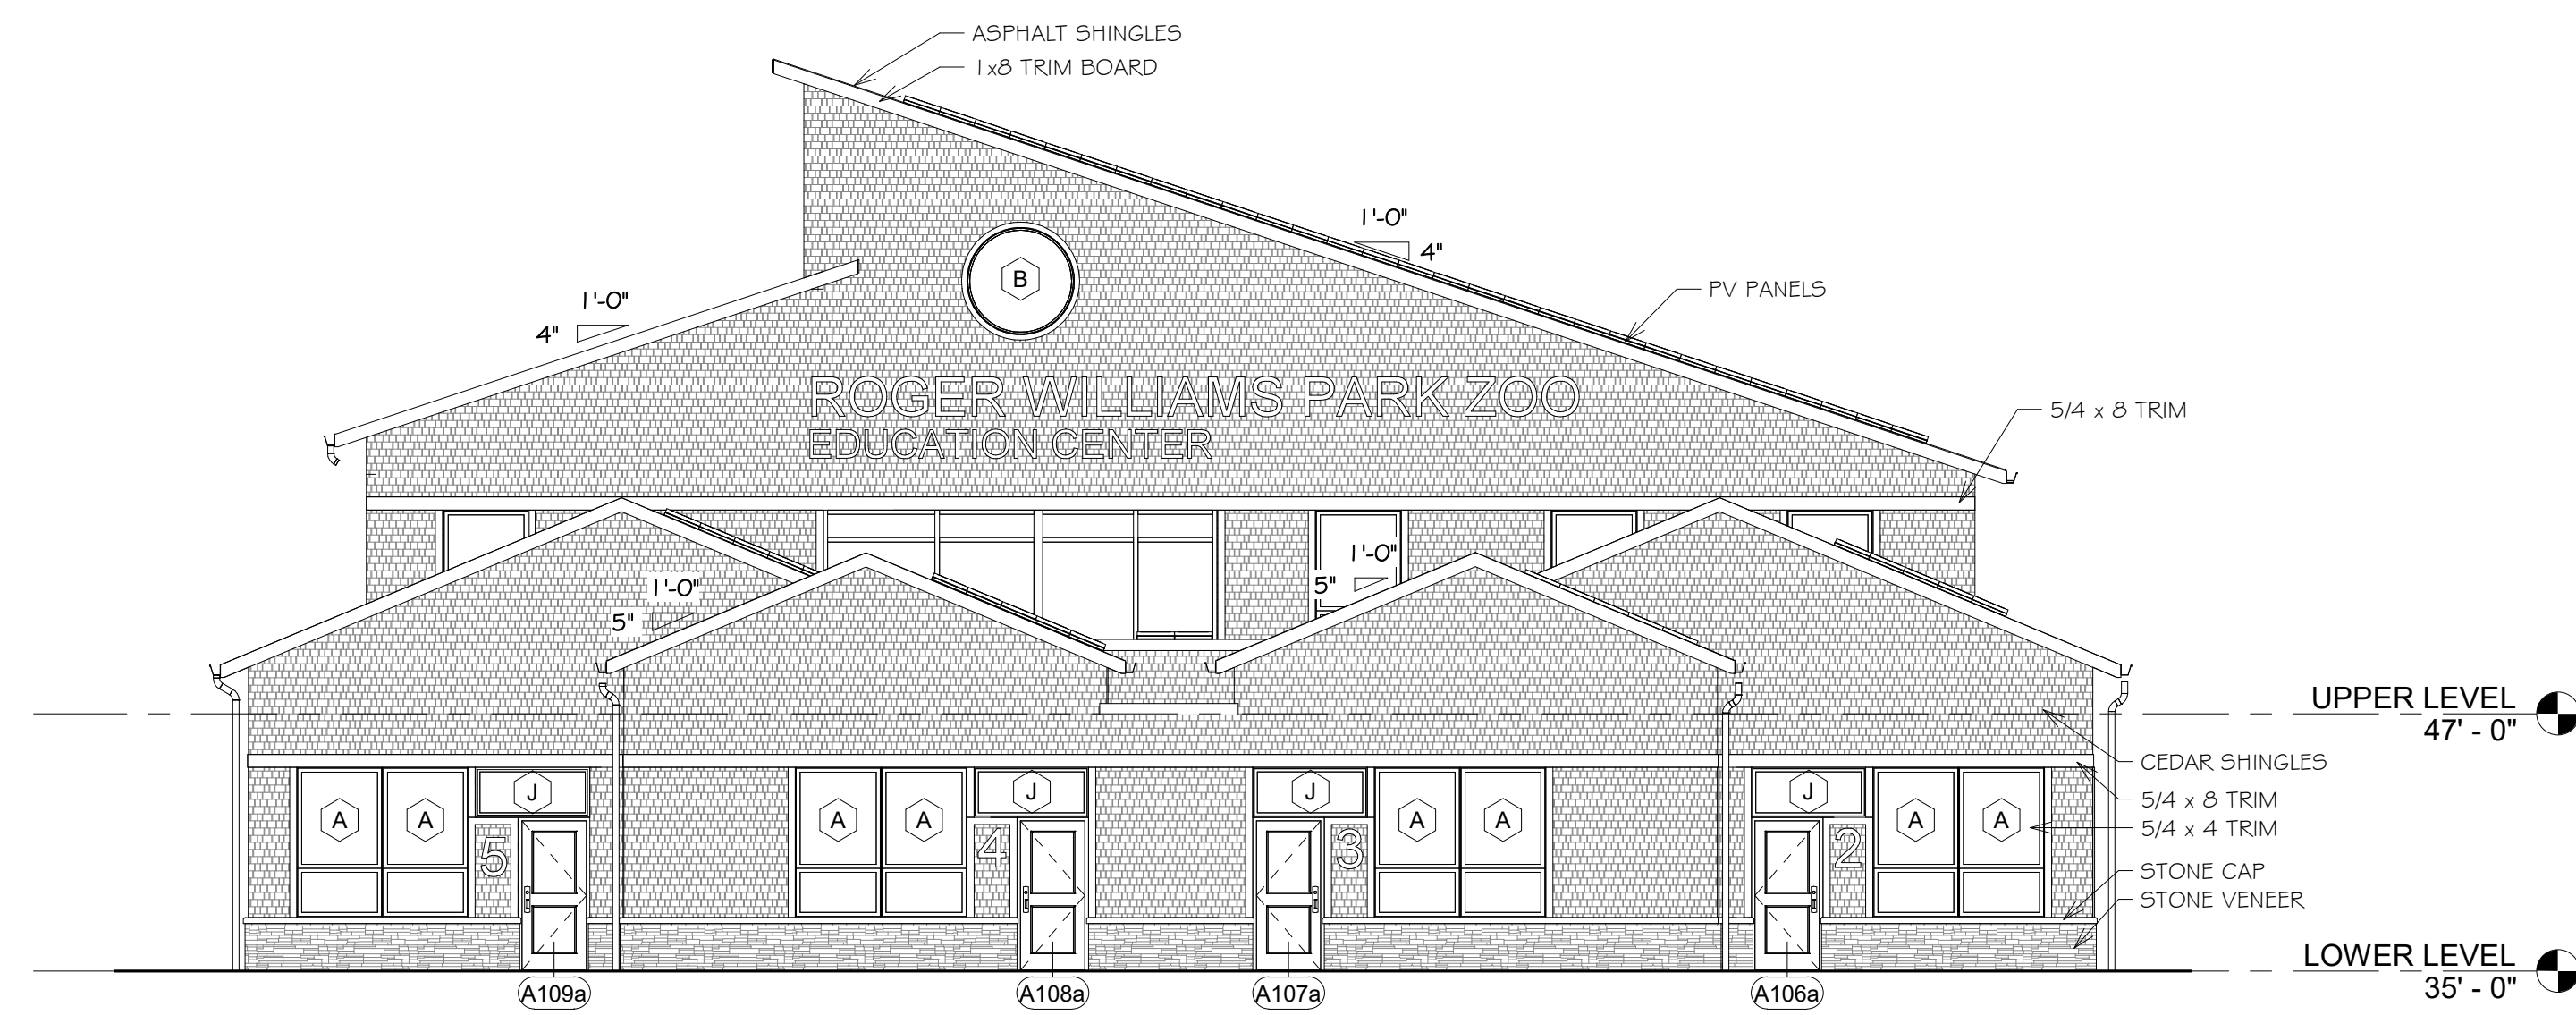 ASPHALT SHINGLES
1x8 TRIM BOARD
1'-0"
4"
B
PV PANELS
1'-0"
4"
ROGER WILLIAMS PARK ZOO
EDUCATION CENTER
5/4 x 8 TRIM
1'-0"
5"
1'-0"
5"
UPPER LEVEL
47' - 0"
CEDAR SHINGLES
5/4 x 8 TRIM
5/4 x 4 TRIM
A A J A A J J A A J A A
5 4 3 2
STONE CAP
STONE VENEER
LOWER LEVEL
35' - 0"
A109a A108a A107a A106a